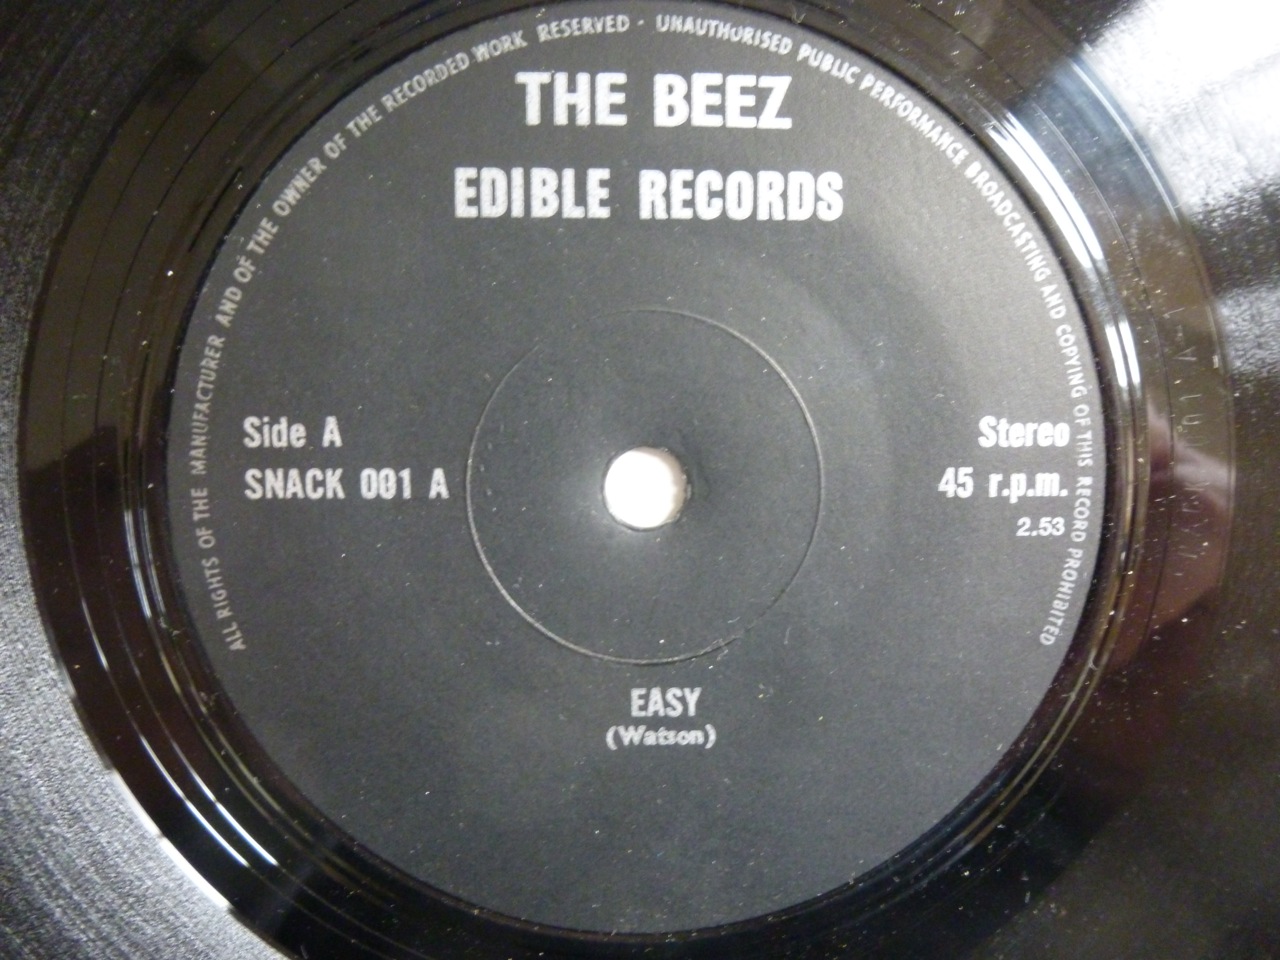 ALL RIGHTS OF THE MANUFACTURER AND OF THE OWNER OF THE RECORDED WORK RESERVED · UNAUTHORISED PUBLIC PERFORMANCE BROADCASTING AND COPYING OF THIS RECORD PROHIBITED
THE BEEZ
EDIBLE RECORDS
Side A
SNACK 001 A
Stereo
45 r.p.m.
2.53
EASY
(Watson)